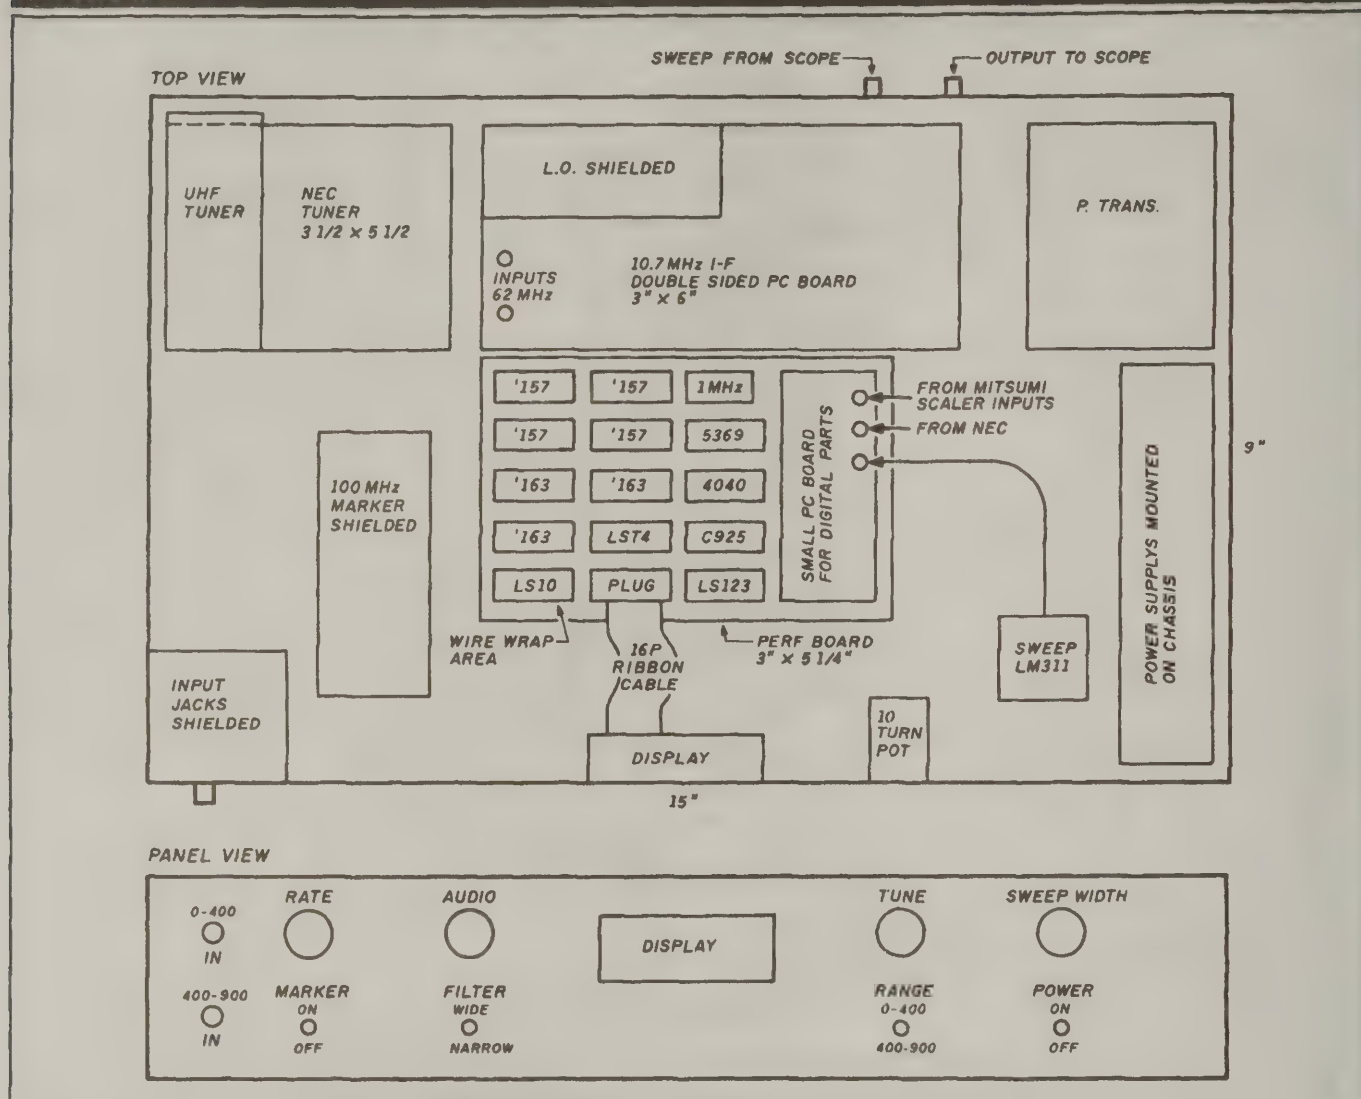 SWEEP FROM SCOPE
OUTPUT TO SCOPE
TOP VIEW
L.O. SHIELDED
UHF
TUNER
NEC
TUNER
3 1/2 × 5 1/2
P. TRANS.
INPUTS
62 MHz
10.7 MHz I-F
DOUBLE SIDED PC BOARD
3" × 6"
'157
'157
1MHz
'157
'157
5369
'163
'163
4040
'163
LST4
C925
LS10
PLUG
LS123
SMALL PC BOARD
FOR DIGITAL PARTS
FROM MITSUMI
SCALER INPUTS
FROM NEC
9"
100 MHz
MARKER
SHIELDED
POWER SUPPLYS MOUNTED
ON CHASSIS
WIRE WRAP
AREA
16P
RIBBON
CABLE
PERF BOARD
3" × 5 1/4"
SWEEP
LM311
INPUT
JACKS
SHIELDED
10
TURN
POT
DISPLAY
15"
PANEL VIEW
0-400
IN
RATE
AUDIO
DISPLAY
TUNE
SWEEP WIDTH
400-900
IN
MARKER
ON
OFF
FILTER
WIDE
NARROW
RANGE
0-400
400-900
POWER
ON
OFF